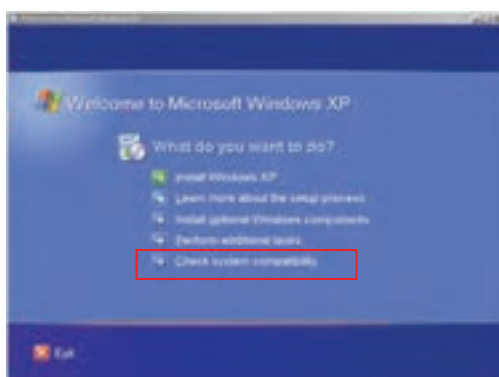 Welcome to Microsoft Windows XP
What do you want to do?
Install Windows XP
Learn more about the setup process
Install optional Windows components
Perform additional tasks
Check system compatibility
Exit